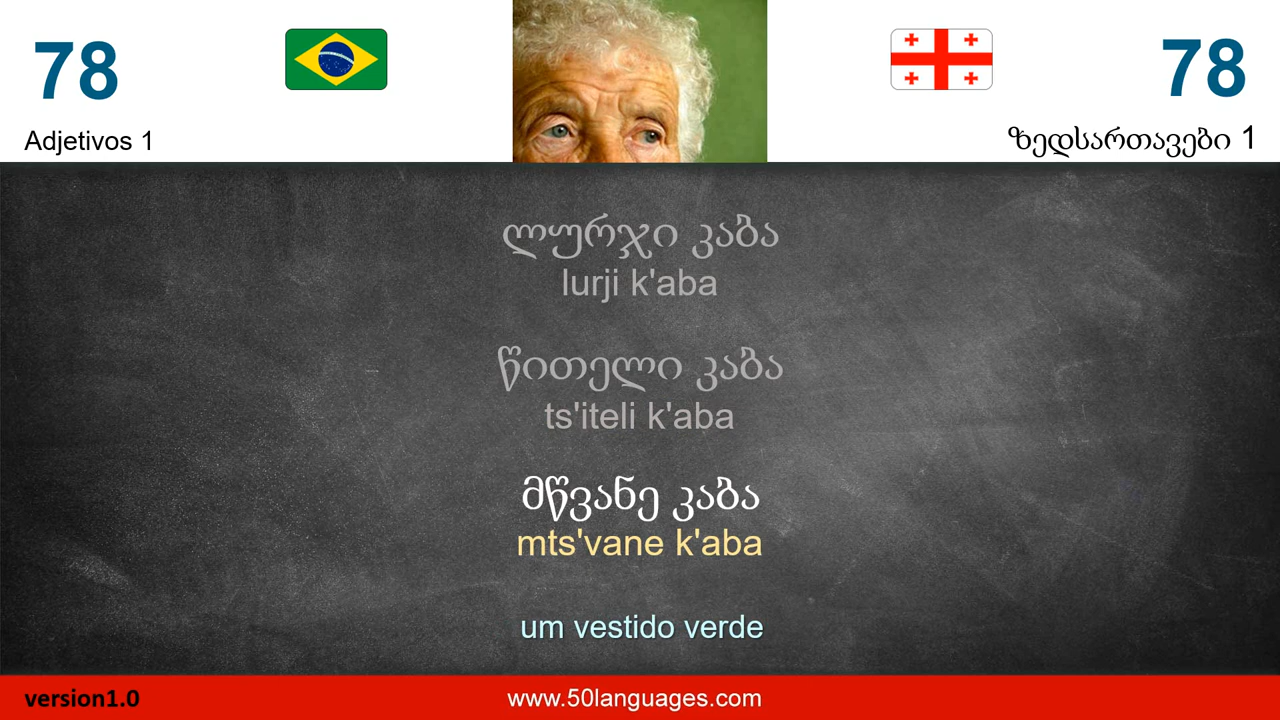 78
78
Adjetivos 1
ზედსართავები 1
ლურჯი კაბა
lurji k'aba
წითელი კაბა
ts'iteli k'aba
მწვანე კაბა
mts'vane k'aba
um vestido verde
version1.0
www.50languages.com